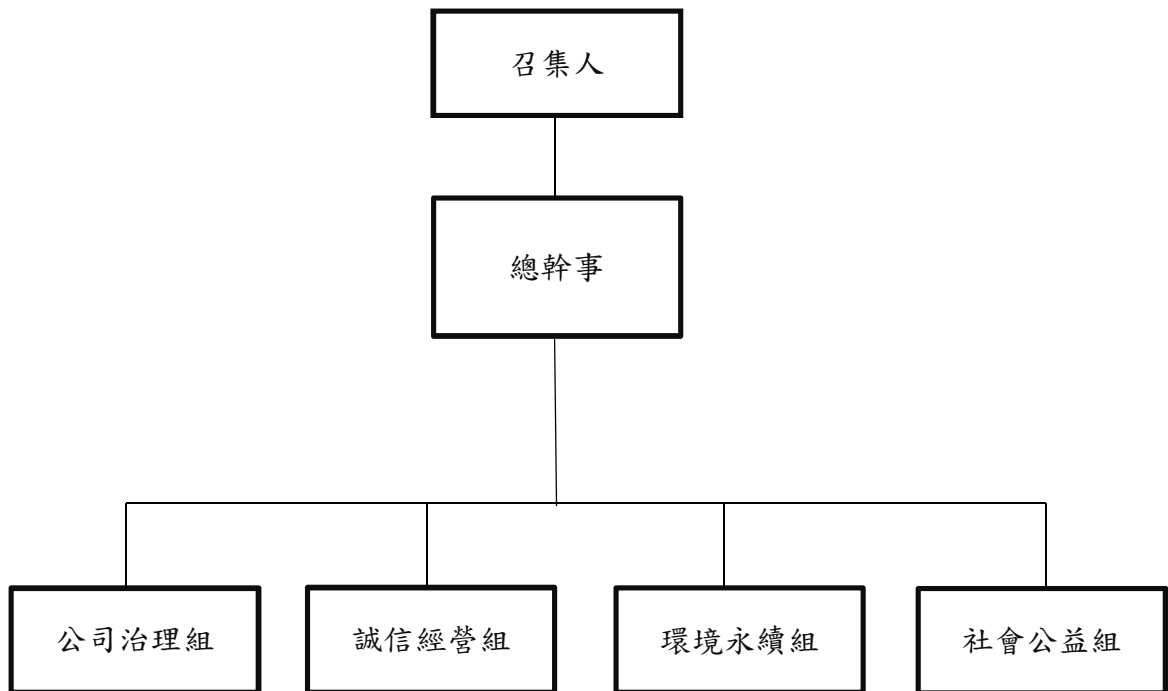 召集人
總幹事
公司治理組
誠信經營組
環境永續組
社會公益組